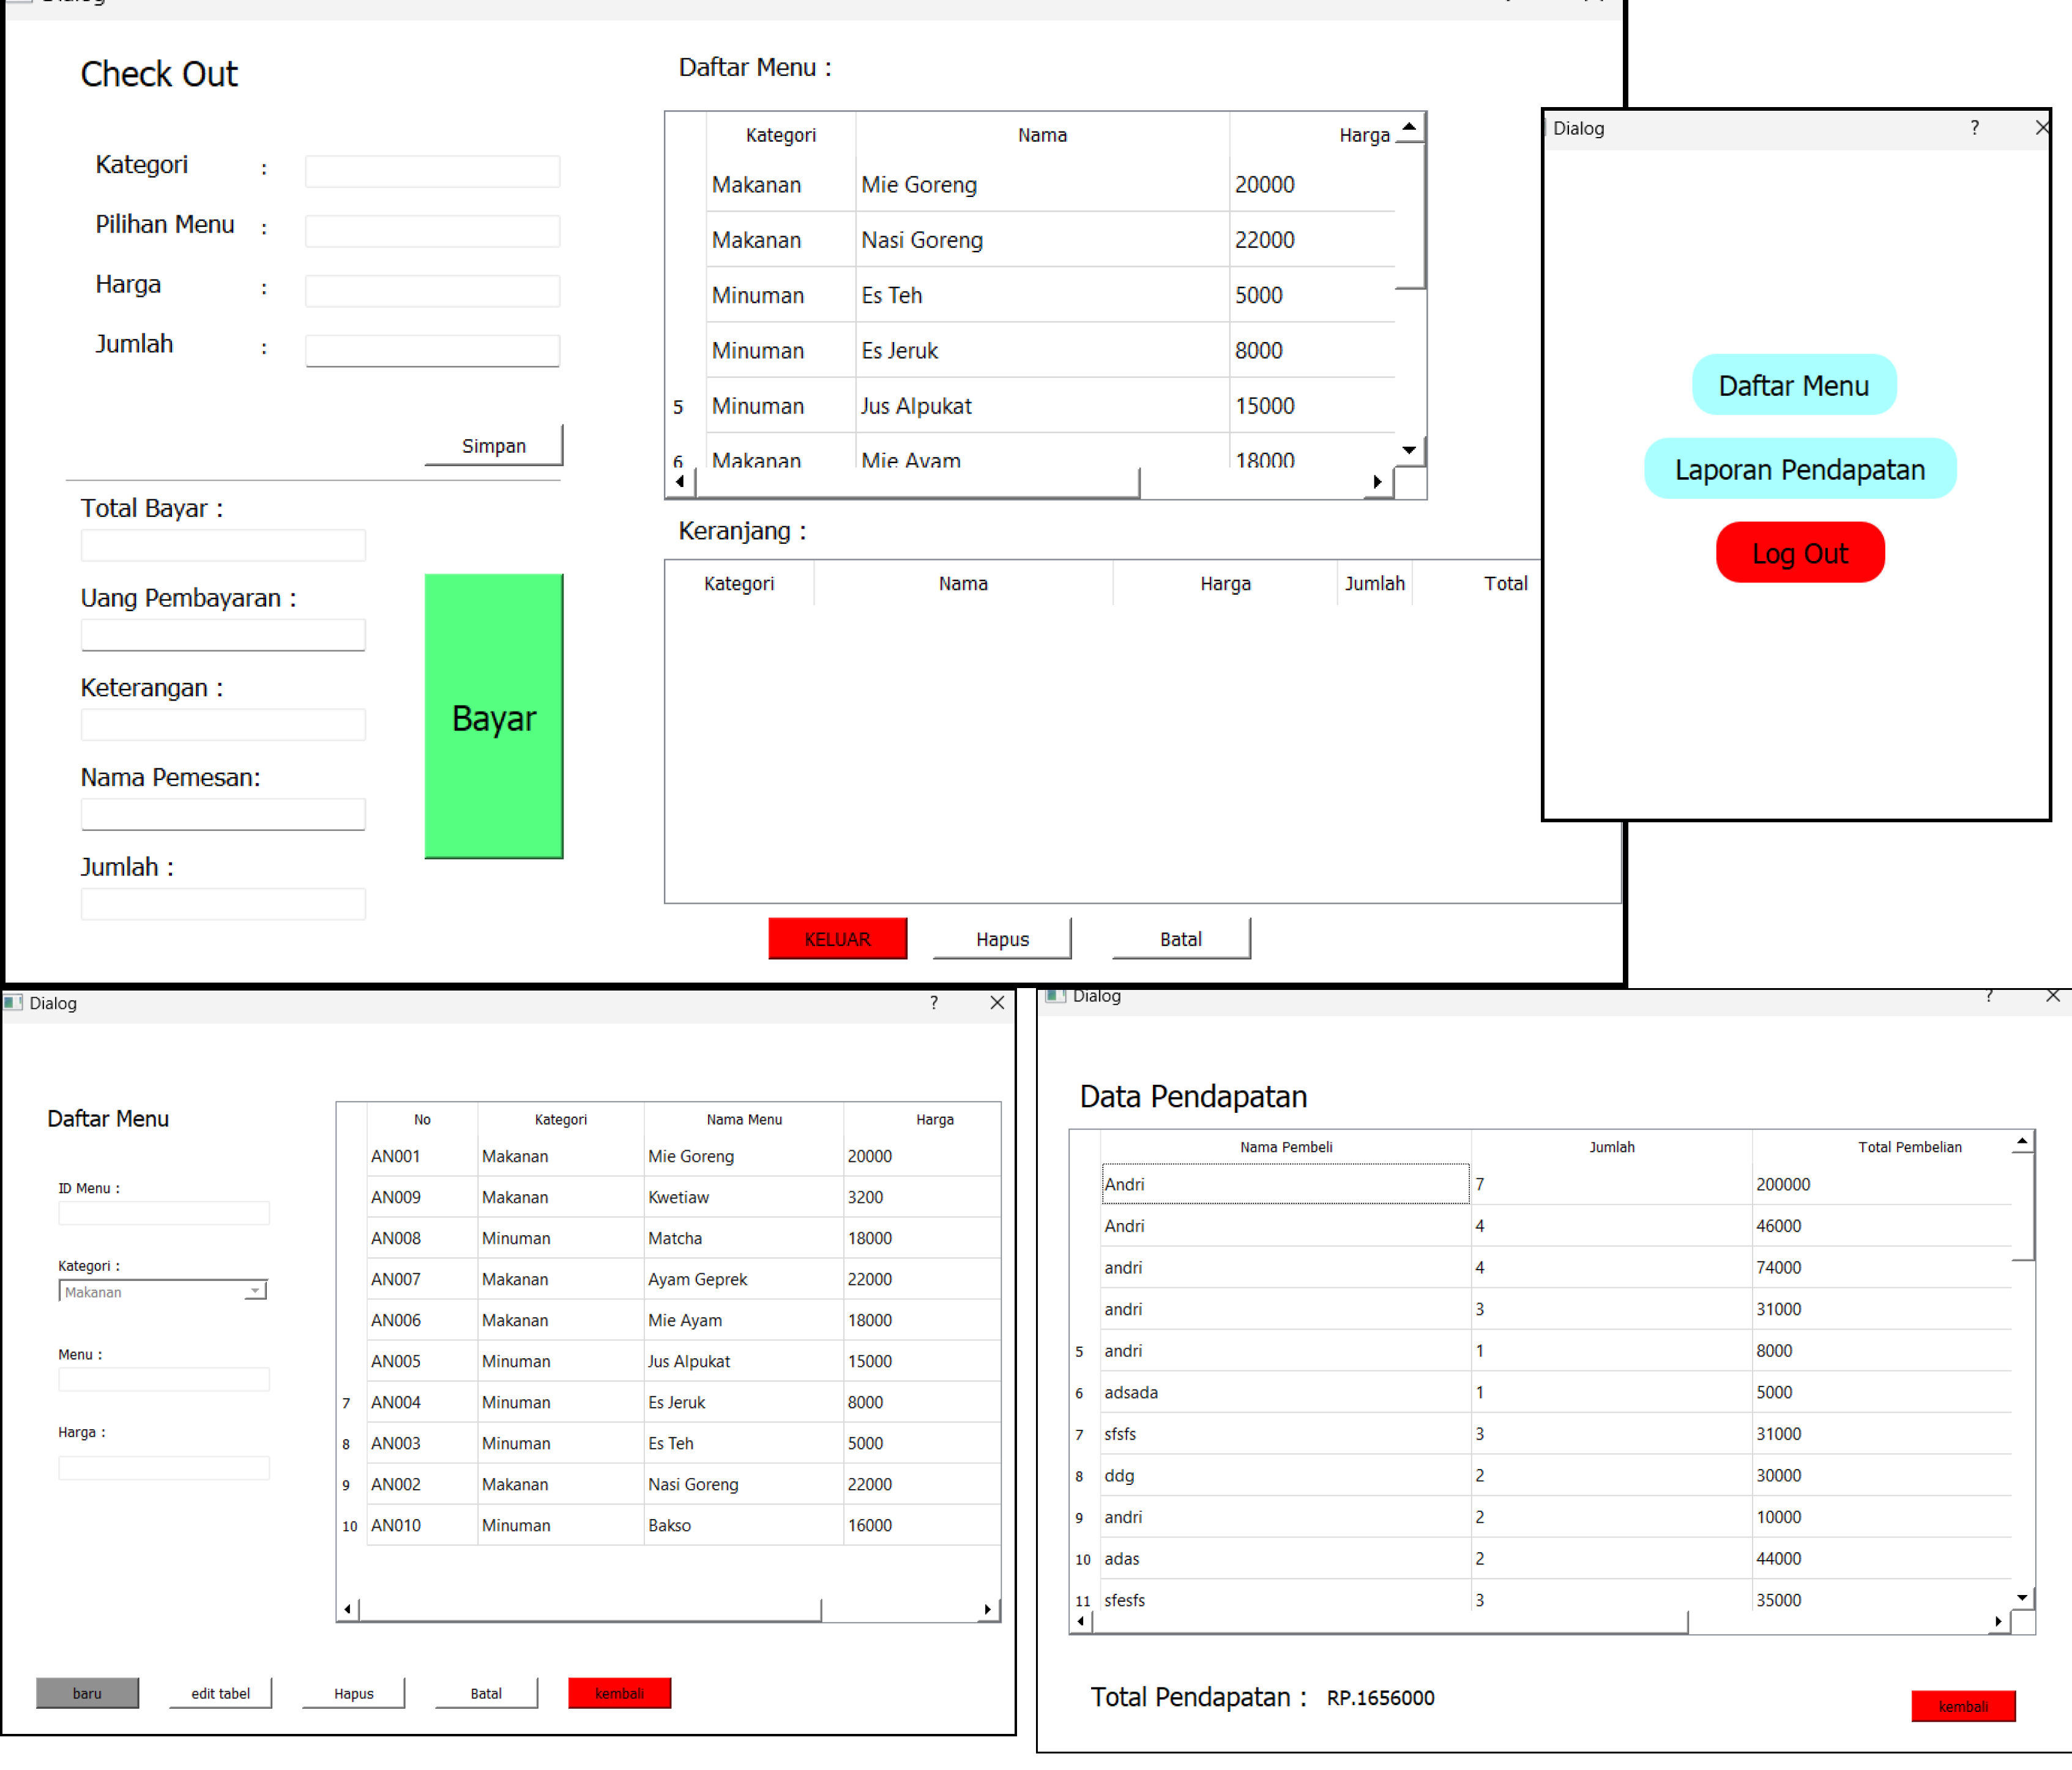 Dialog
Check Out
Kategori :
Pilihan Menu :
Harga :
Jumlah :
Simpan
Total Bayar :
Uang Pembayaran :
Keterangan :
Nama Pemesan:
Jumlah :
Bayar
Daftar Menu :
Kategori Nama Harga
Makanan Mie Goreng 20000
Makanan Nasi Goreng 22000
Minuman Es Teh 5000
Minuman Es Jeruk 8000
5 Minuman Jus Alpukat 15000
6 Makanan Mie Ayam 18000
Keranjang :
Kategori Nama Harga Jumlah Total
KELUAR Hapus Batal
Dialog ?
Daftar Menu
Laporan Pendapatan
Log Out
Dialog ?
Daftar Menu
ID Menu :
Kategori :
Makanan
Menu :
Harga :
No Kategori Nama Menu Harga
AN001 Makanan Mie Goreng 20000
AN009 Makanan Kwetiaw 3200
AN008 Minuman Matcha 18000
AN007 Makanan Ayam Geprek 22000
AN006 Makanan Mie Ayam 18000
AN005 Minuman Jus Alpukat 15000
7 AN004 Minuman Es Jeruk 8000
8 AN003 Minuman Es Teh 5000
9 AN002 Makanan Nasi Goreng 22000
10 AN010 Minuman Bakso 16000
baru edit tabel Hapus Batal kembali
Dialog ?
Data Pendapatan
Nama Pembeli Jumlah Total Pembelian
Andri 7 200000
Andri 4 46000
andri 4 74000
andri 3 31000
5 andri 1 8000
6 adsada 1 5000
7 sfsfs 3 31000
8 ddg 2 30000
9 andri 2 10000
10 adas 2 44000
11 sfesfs 3 35000
Total Pendapatan : RP.1656000
kembali